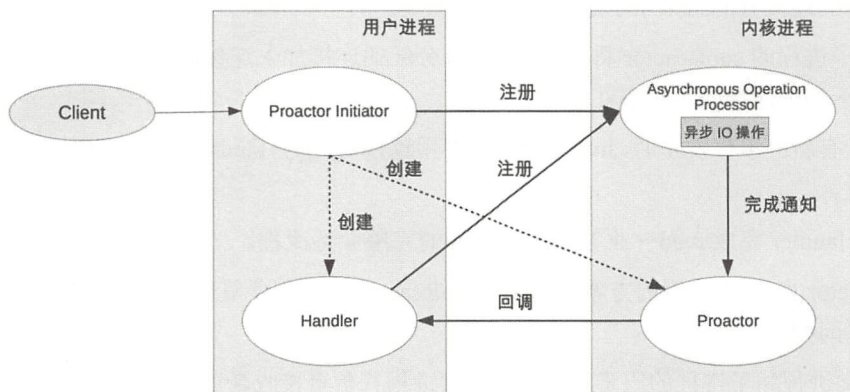 用户进程
内核进程
Client
Proactor Initiator
注册
Asynchronous Operation
Processor
异步 IO 操作
创建
注册
创建
完成通知
Handler
回调
Proactor